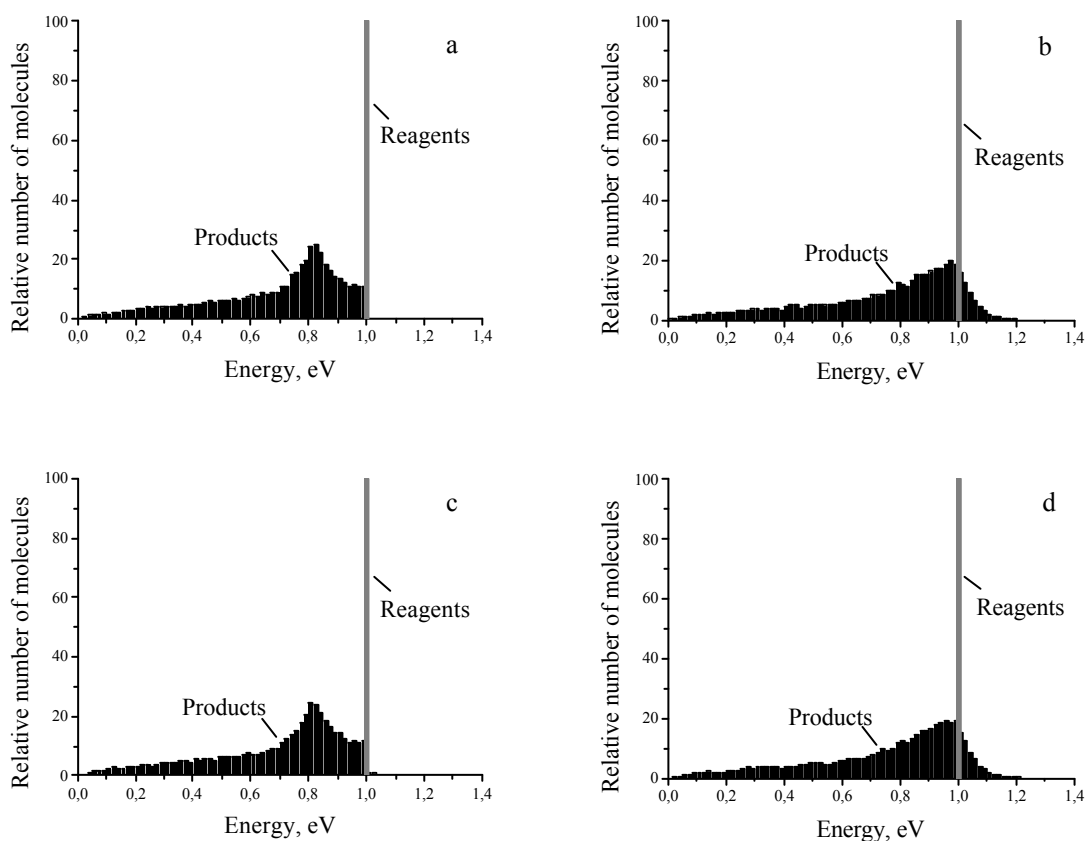 a
Relative number of molecules
100
80
60
40
20
0
Reagents
Products
0,0 0,2 0,4 0,6 0,8 1,0 1,2 1,4
Energy, eV
b
Relative number of molecules
100
80
60
40
20
0
Reagents
Products
0,0 0,2 0,4 0,6 0,8 1,0 1,2 1,4
Energy, eV
c
Relative number of molecules
100
80
60
40
20
0
Reagents
Products
0,0 0,2 0,4 0,6 0,8 1,0 1,2 1,4
Energy, eV
d
Relative number of molecules
100
80
60
40
20
0
Reagents
Products
0,0 0,2 0,4 0,6 0,8 1,0 1,2 1,4
Energy, eV